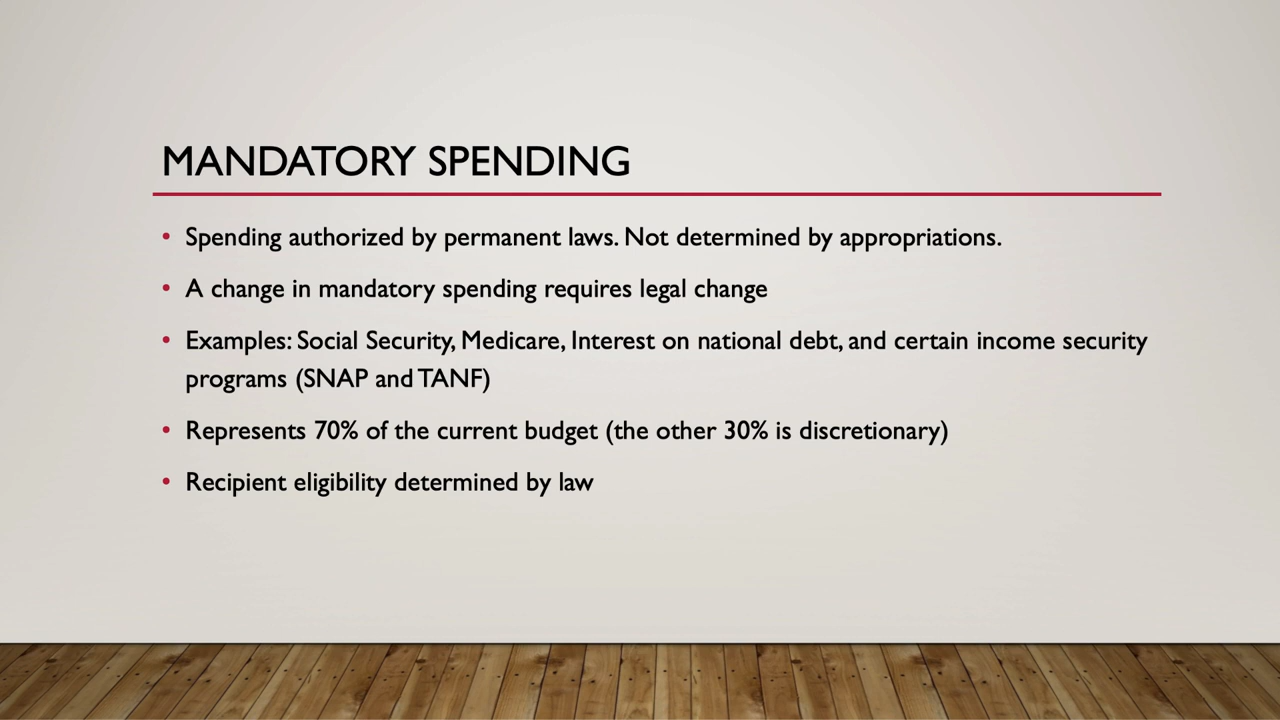 MANDATORY SPENDING
• Spending authorized by permanent laws. Not determined by appropriations.
• A change in mandatory spending requires legal change
• Examples: Social Security, Medicare, Interest on national debt, and certain income security
programs (SNAP and TANF)
• Represents 70% of the current budget (the other 30% is discretionary)
• Recipient eligibility determined by law